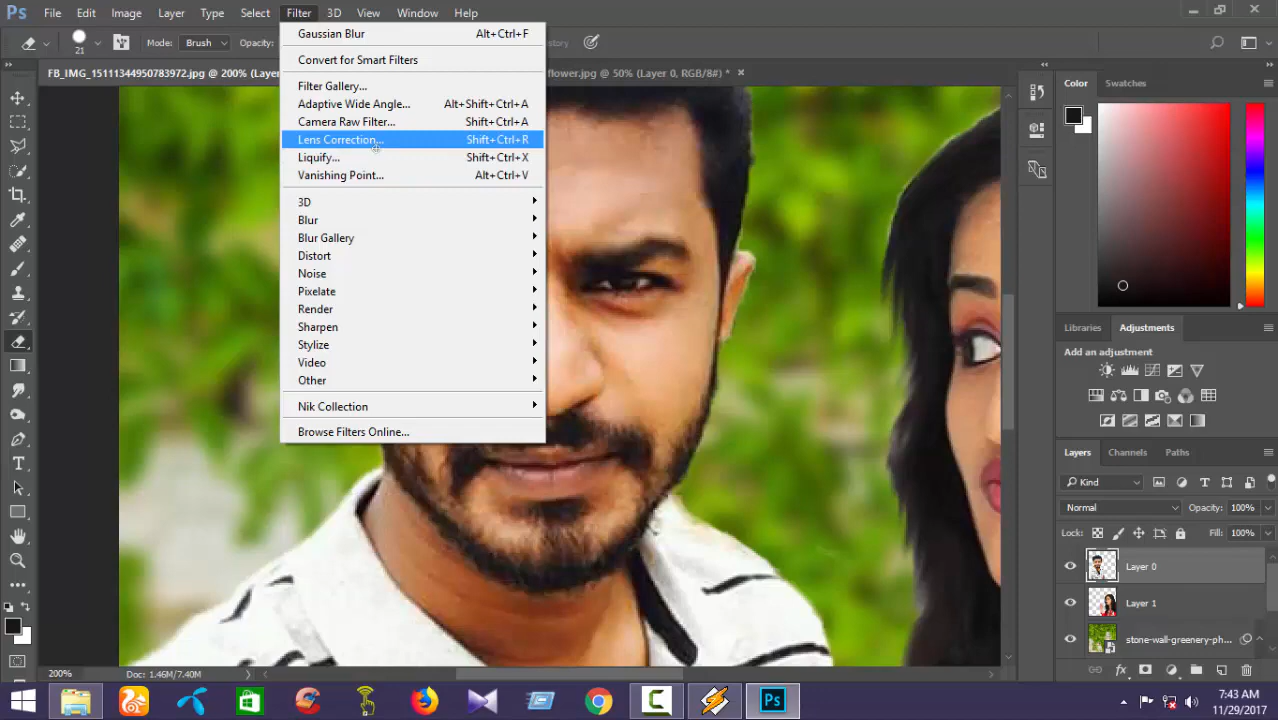 Ps File Edit Image Layer Type Select Filter 3D View Window Help
21 Mode: Brush Opacity: History
FB_IMG_15111344950783972.jpg @ 200% (Layer flower.jpg @ 50% (Layer 0, RGB/8#) *
Gaussian Blur Alt+Ctrl+F
Convert for Smart Filters
Filter Gallery...
Adaptive Wide Angle... Alt+Shift+Ctrl+A
Camera Raw Filter... Shift+Ctrl+A
Lens Correction... Shift+Ctrl+R
Liquify... Shift+Ctrl+X
Vanishing Point... Alt+Ctrl+V
3D
Blur
Blur Gallery
Distort
Noise
Pixelate
Render
Sharpen
Stylize
Video
Other
Nik Collection
Browse Filters Online...
Color Swatches
Libraries Adjustments
Add an adjustment
Layers Channels Paths
Kind
Normal Opacity: 100%
Lock: Fill: 100%
Layer 0
Layer 1
stone-wall-greenery-ph...
200% Doc: 1.46M/7.40M
Ps
7:43 AM
11/29/2017